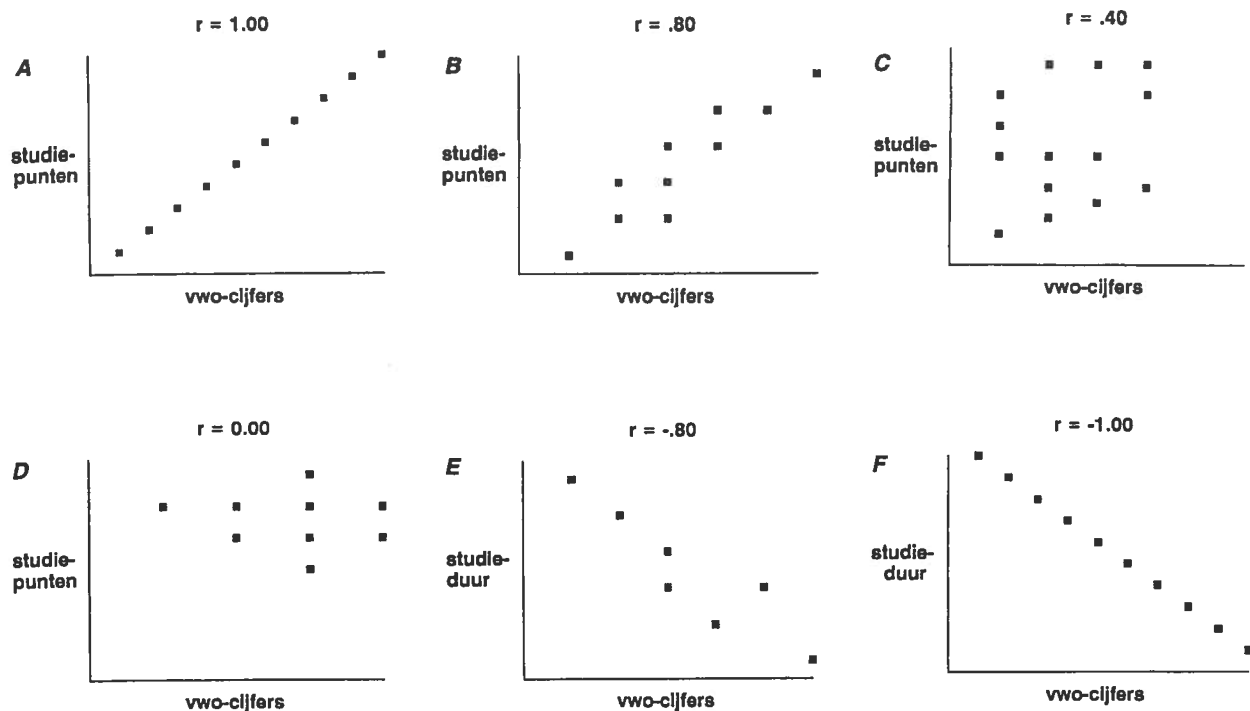 r = 1.00
A
studie-
punten
vwo-cijfers
r = .80
B
studie-
punten
vwo-cijfers
r = .40
C
studie-
punten
vwo-cijfers
r = 0.00
D
studie-
punten
vwo-cijfers
r = -.80
E
studie-
duur
vwo-cijfers
r = -1.00
F
studie-
duur
vwo-cijfers